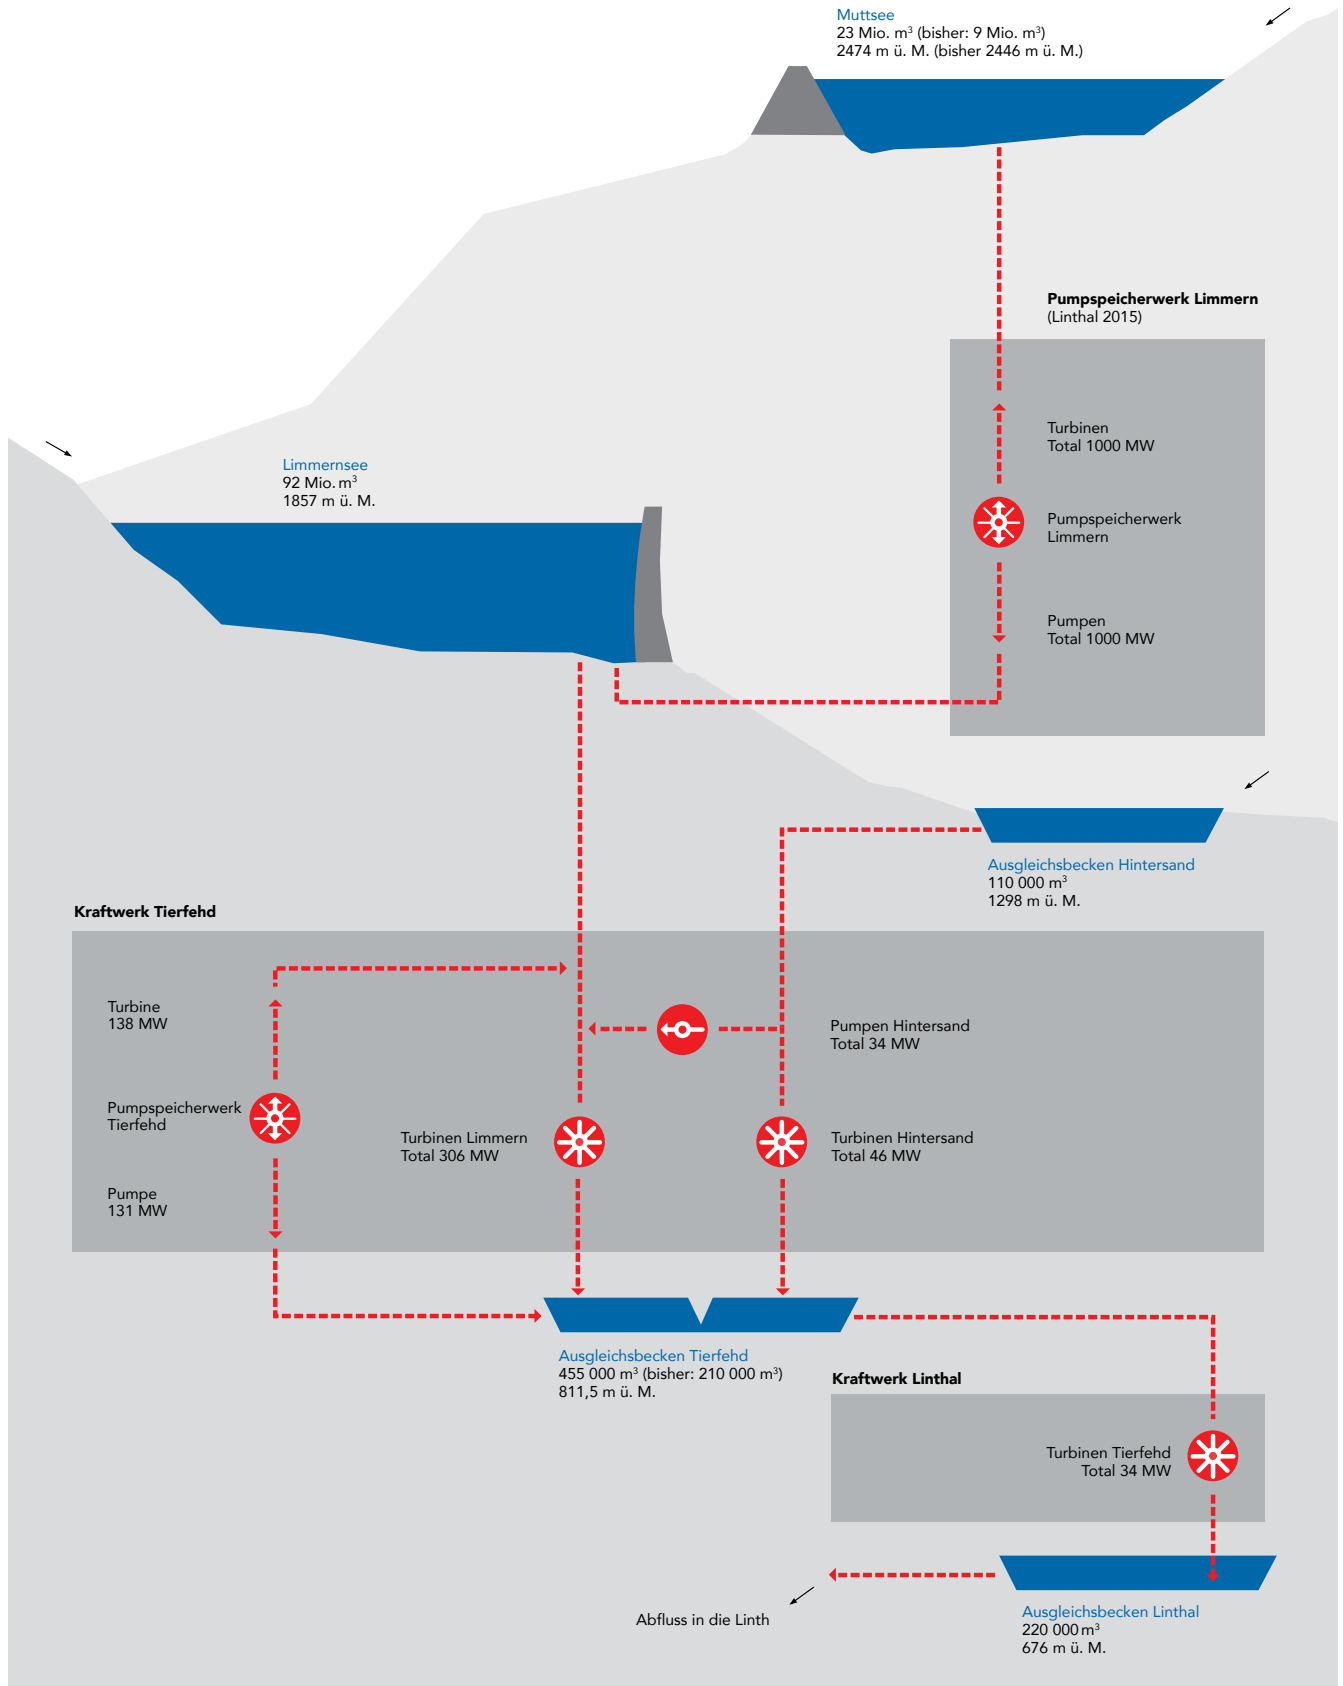 Muttsee
23 Mio. m³ (bisher: 9 Mio. m³)
2474 m ü. M. (bisher 2446 m ü. M.)
Pumpspeicherwerk Limmern
(Linthal 2015)
Turbinen
Total 1000 MW
Limmernsee
92 Mio. m³
1857 m ü. M.
Pumpspeicherwerk
Limmern
Pumpen
Total 1000 MW
Ausgleichsbecken Hintersand
110 000 m³
1298 m ü. M.
Kraftwerk Tierfehd
Turbine
138 MW
Pumpen Hintersand
Total 34 MW
Pumpspeicherwerk
Tierfehd
Turbinen Limmern
Total 306 MW
Turbinen Hintersand
Total 46 MW
Pumpe
131 MW
Ausgleichsbecken Tierfehd
455 000 m³ (bisher: 210 000 m³)
811,5 m ü. M.
Kraftwerk Linthal
Turbinen Tierfehd
Total 34 MW
Abfluss in die Linth
Ausgleichsbecken Linthal
220 000 m³
676 m ü. M.